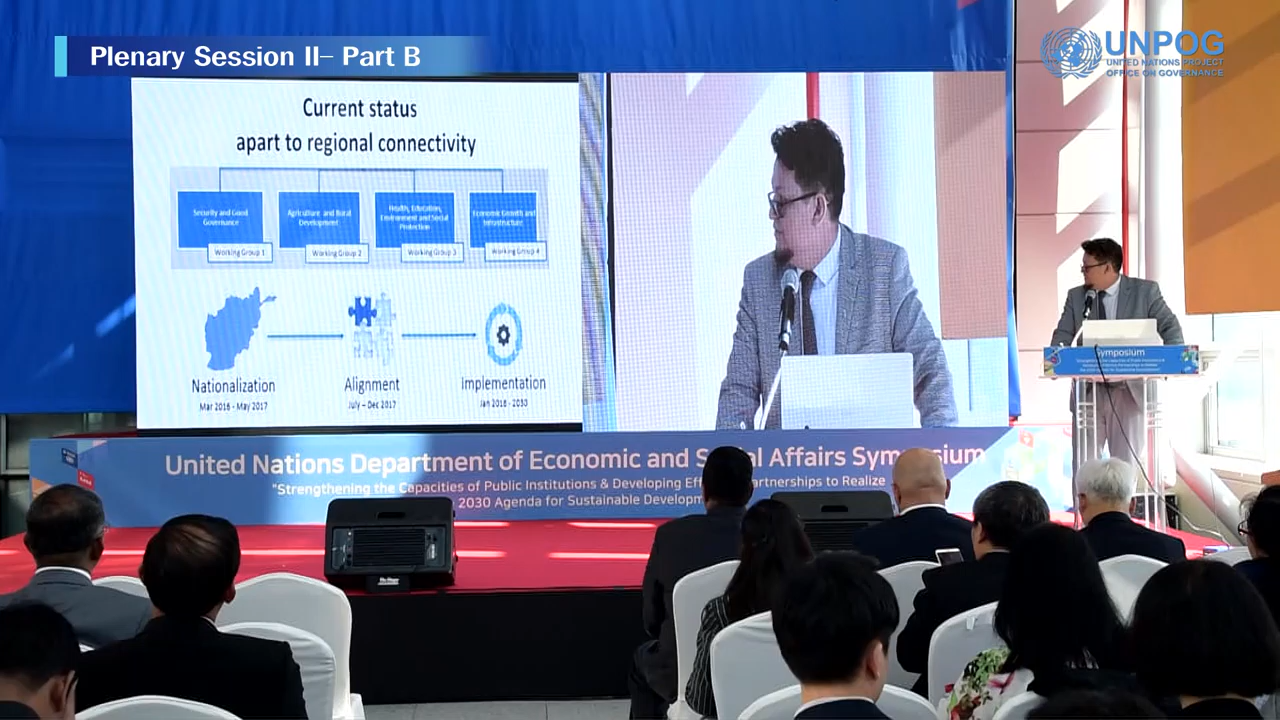 Plenary Session II– Part B
UNPOG
UNITED NATIONS PROJECT
OFFICE ON GOVERNANCE
Current status
apart to regional connectivity
Security and Good
Governance
Working Group 1
Agriculture and Rural
Development
Working Group 2
Health, Education,
Environment and Social
Protection
Working Group 3
Economic Growth and
Infrastructure
Working Group 4
Nationalization
Mar 2016 - May 2017
Alignment
July – Dec 2017
implementation
Jan 2018 - 2030
Symposium
United Nations Department of Economic and S al Affairs Symposium
"Strengthening the Capacities of Public Institutions & Developing Eff artnerships to Realize
2030 Agenda for Sustainable Developm